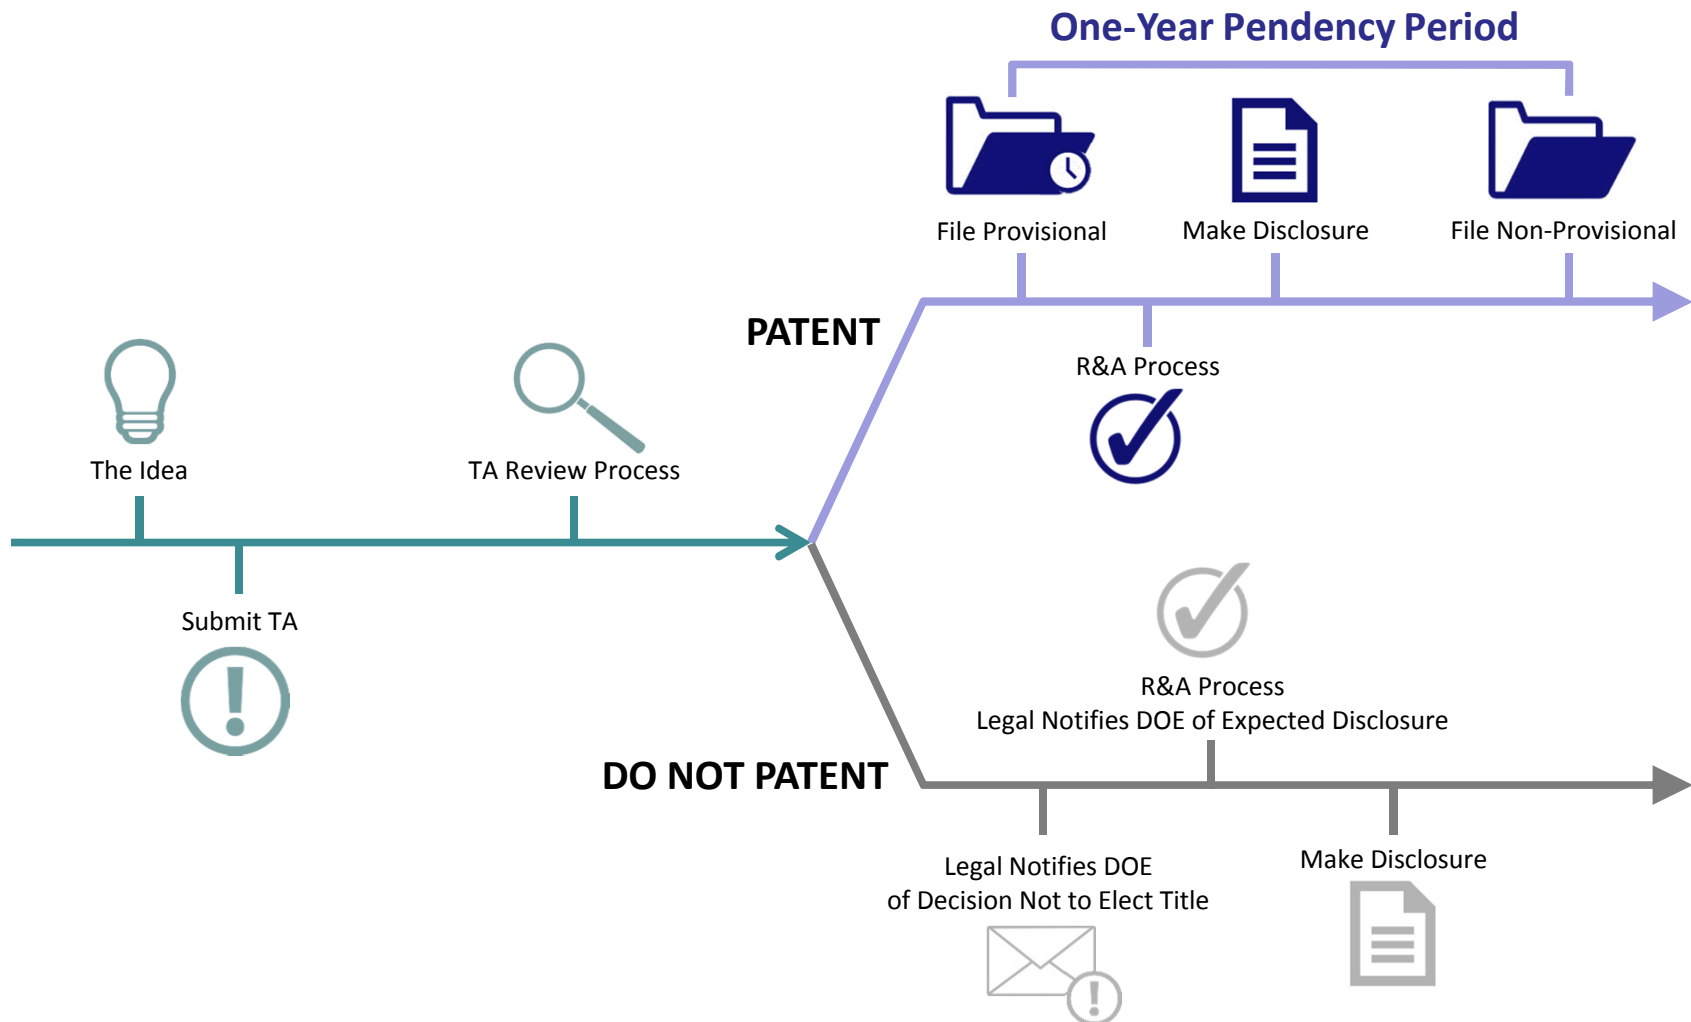 One-Year Pendency Period
File Provisional
Make Disclosure
File Non-Provisional
PATENT
R&A Process
The Idea
TA Review Process
Submit TA
R&A Process
Legal Notifies DOE of Expected Disclosure
DO NOT PATENT
Legal Notifies DOE
of Decision Not to Elect Title
Make Disclosure